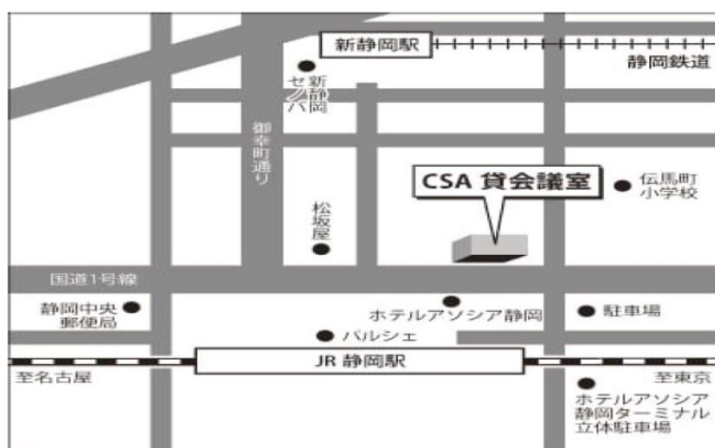 新静岡駅
静岡鉄道
新静岡
セノバ
御幸町通り
CSA 貸会議室
伝馬町
小学校
松坂屋
国道1号線
静岡中央
郵便局
ホテルアソシア静岡
駐車場
パルシェ
JR 静岡駅
至名古屋
至東京
ホテルアソシア
静岡ターミナル
立体駐車場